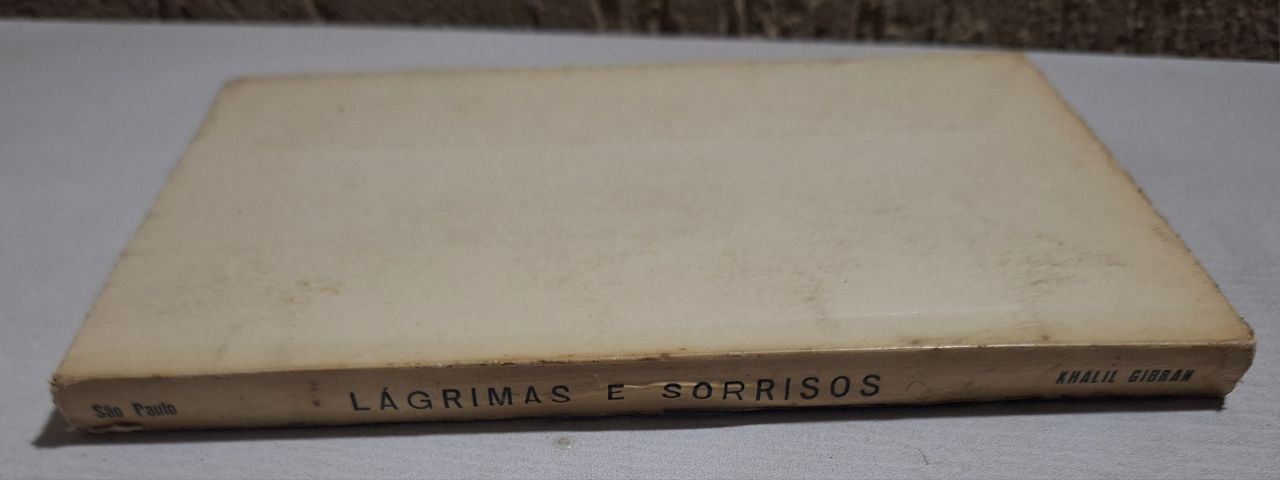 São Paulo LÁGRIMAS E SORRISOS KHALIL GIBRAN